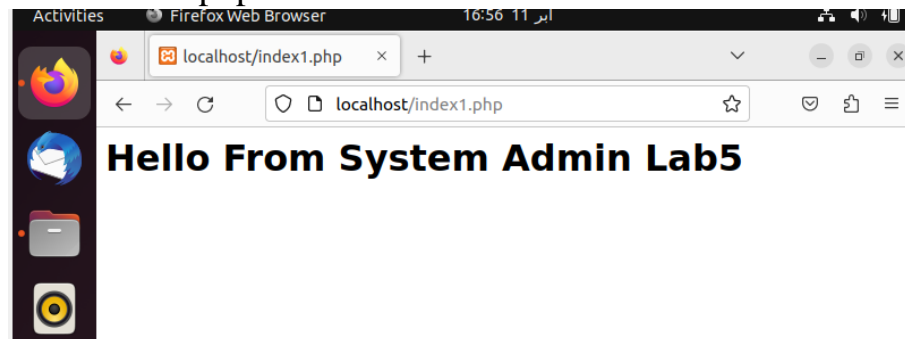 Activities Firefox Web Browser 16:56 11 ابر
localhost/index1.php
localhost/index1.php
Hello From System Admin Lab5